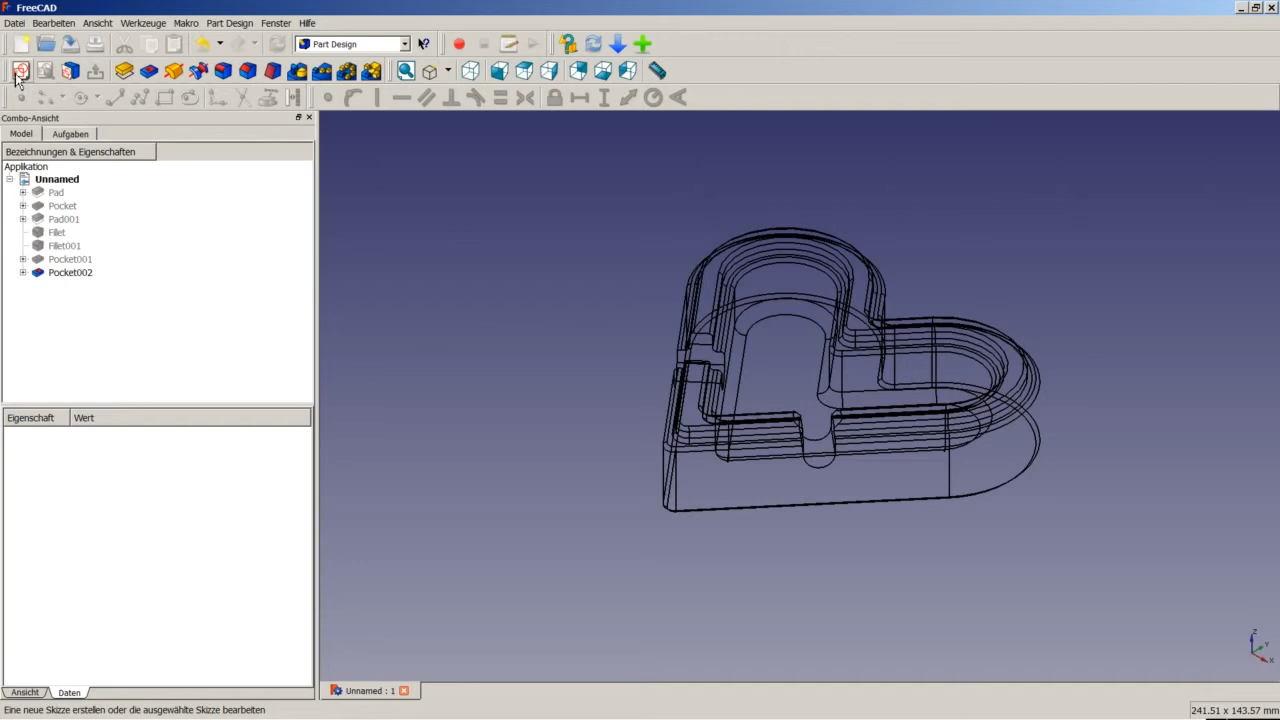 FreeCAD
Datei Bearbeiten Ansicht Werkzeuge Makro Part Design Fenster Hilfe
Part Design
Combo-Ansicht
Model Aufgaben
Bezeichnungen & Eigenschaften
Applikation
Unnamed
Pad
Pocket
Pad001
Fillet
Fillet001
Pocket001
Pocket002
Eigenschaft Wert
Z
Y
X
Ansicht Daten
Unnamed : 1
Eine neue Skizze erstellen oder die ausgewählte Skizze bearbeiten
241.51 x 143.57 mm